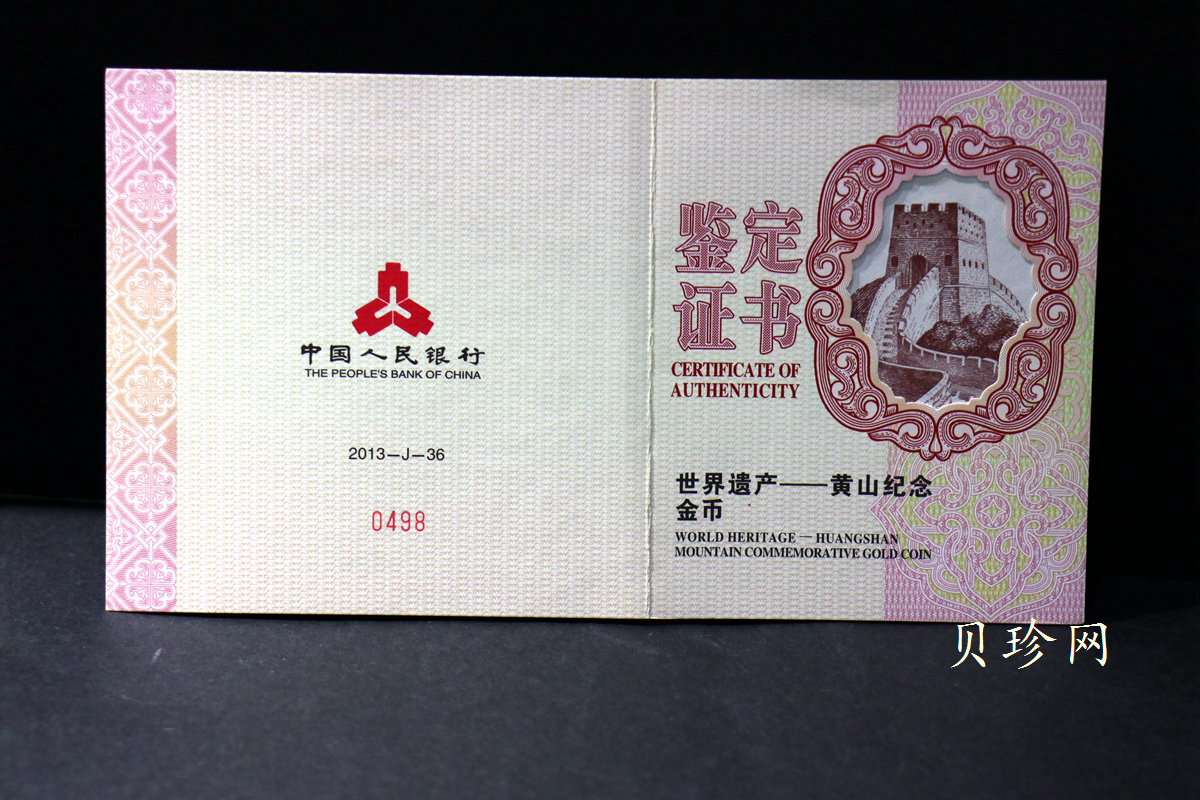 中国人民银行
THE PEOPLE'S BANK OF CHINA
2013—J—36
0498
鉴定
证书
CERTIFICATE OF
AUTHENTICITY
世界遗产——黄山纪念
金币
WORLD HERITAGE — HUANGSHAN
MOUNTAIN COMMEMORATIVE GOLD COIN
贝珍网